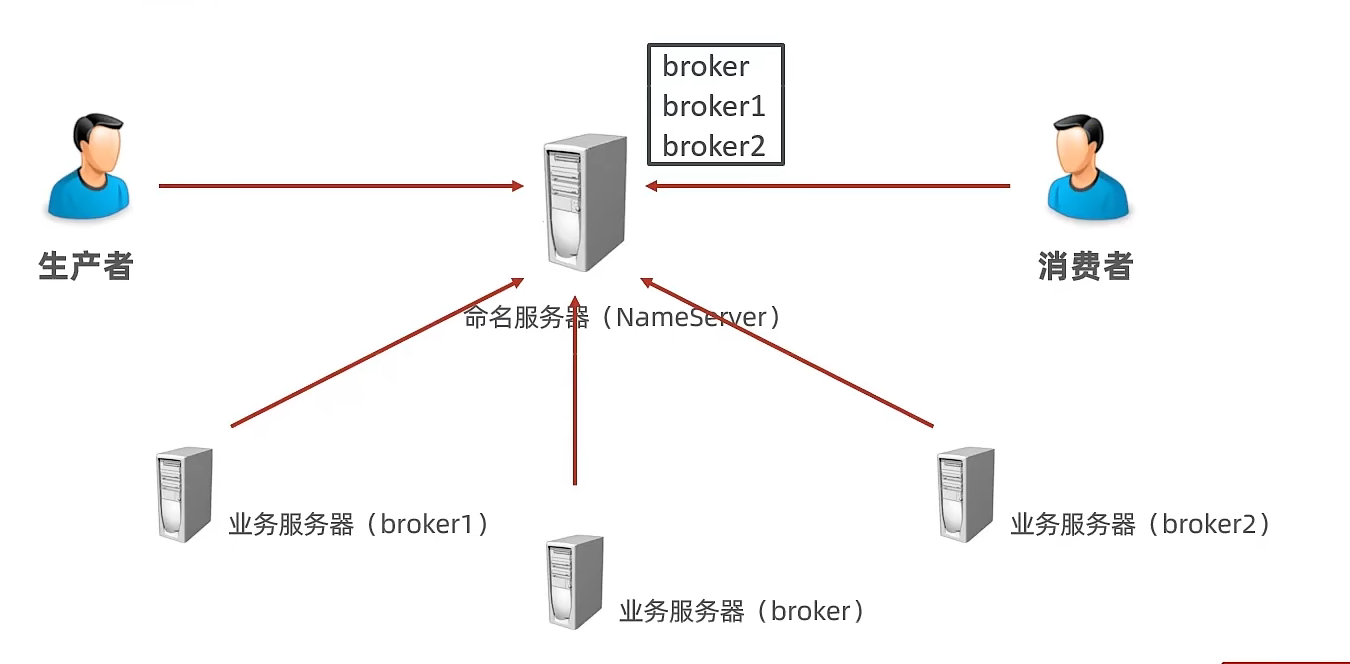 broker
broker1
broker2
生产者
消费者
命名服务器（NameServer）
业务服务器（broker1）
业务服务器（broker2）
业务服务器（broker）